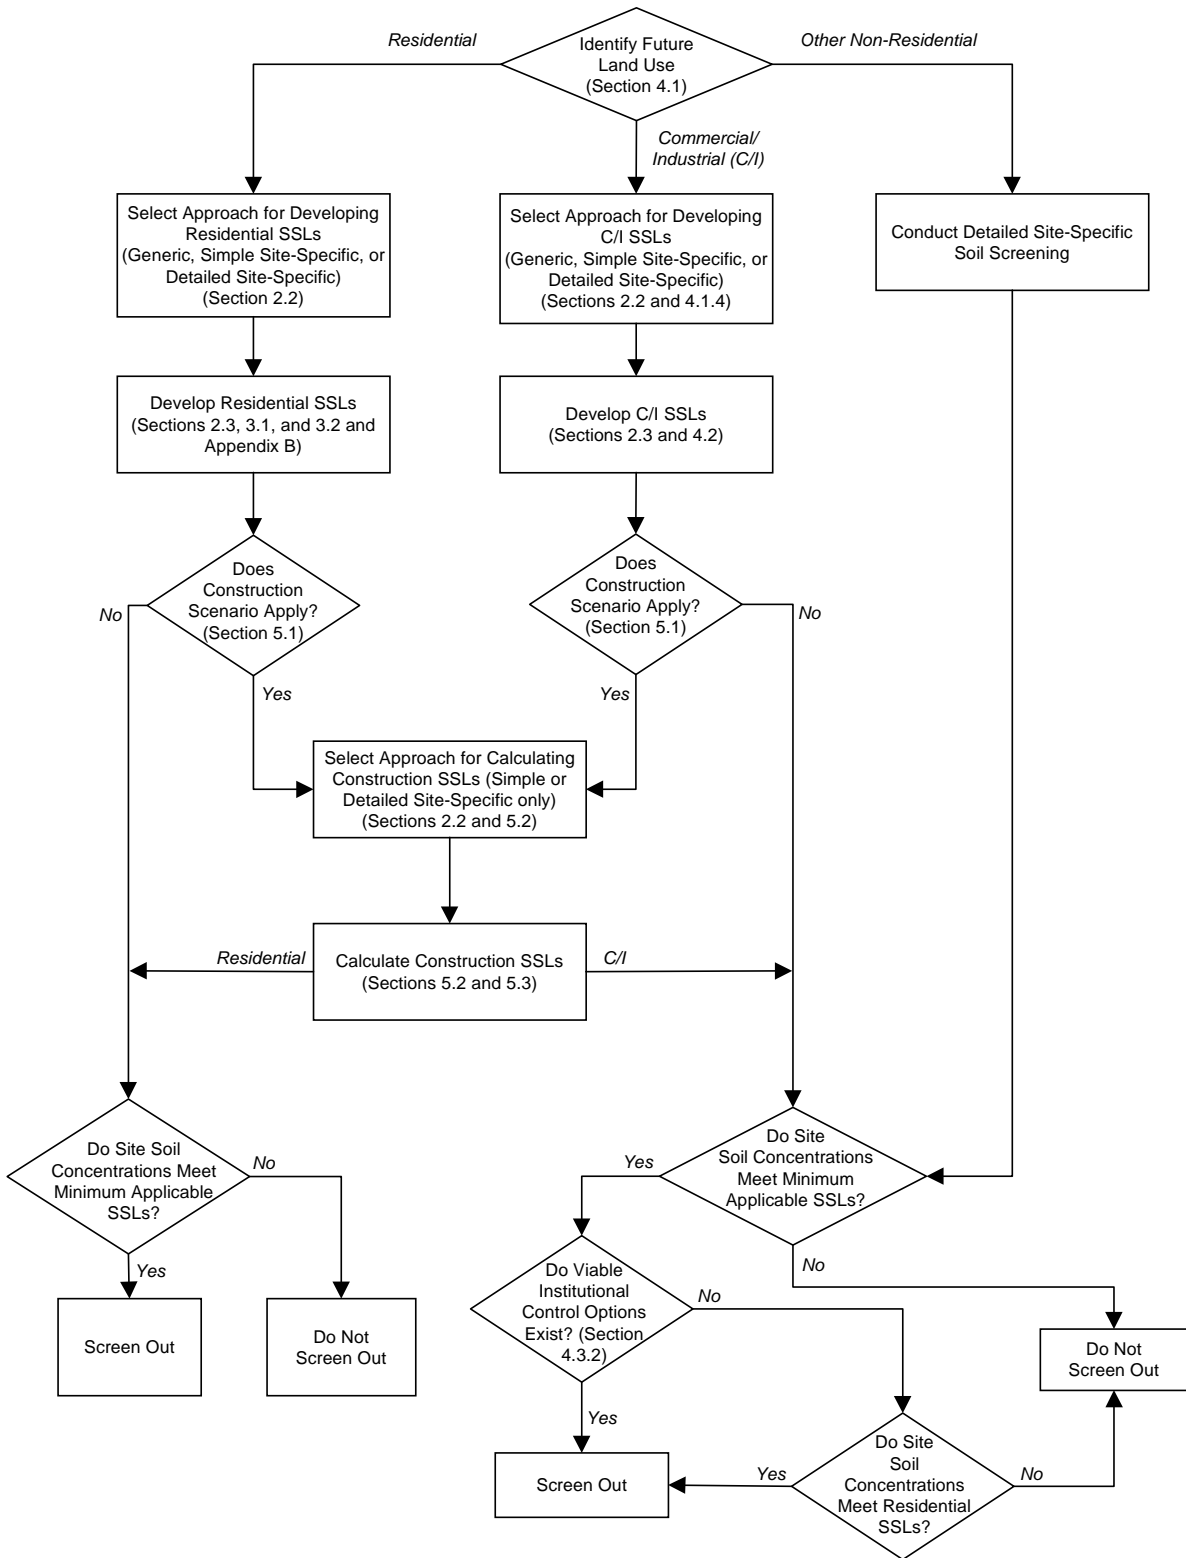 Residential
Identify Future
Land Use
(Section 4.1)
Other Non-Residential
Commercial/
Industrial (C/I)
Select Approach for Developing
Residential SSLs
(Generic, Simple Site-Specific, or
Detailed Site-Specific)
(Section 2.2)
Select Approach for Developing
C/I SSLs
(Generic, Simple Site-Specific, or
Detailed Site-Specific)
(Sections 2.2 and 4.1.4)
Conduct Detailed Site-Specific
Soil Screening
Develop Residential SSLs
(Sections 2.3, 3.1, and 3.2 and
Appendix B)
Develop C/I SSLs
(Sections 2.3 and 4.2)
Does
Construction
Scenario Apply?
(Section 5.1)
No
Yes
Does
Construction
Scenario Apply?
(Section 5.1)
No
Yes
Select Approach for Calculating
Construction SSLs (Simple or
Detailed Site-Specific only)
(Sections 2.2 and 5.2)
Residential
Calculate Construction SSLs
(Sections 5.2 and 5.3)
C/I
Do Site Soil
Concentrations Meet
Minimum Applicable
SSLs?
No
Yes
Screen Out
Do Not
Screen Out
Do Site
Soil Concentrations
Meet Minimum
Applicable SSLs?
Yes
No
Do Viable
Institutional
Control Options
Exist? (Section
4.3.2)
No
Yes
Do Not
Screen Out
Screen Out
Do Site
Soil
Concentrations
Meet Residential
SSLs?
Yes
No